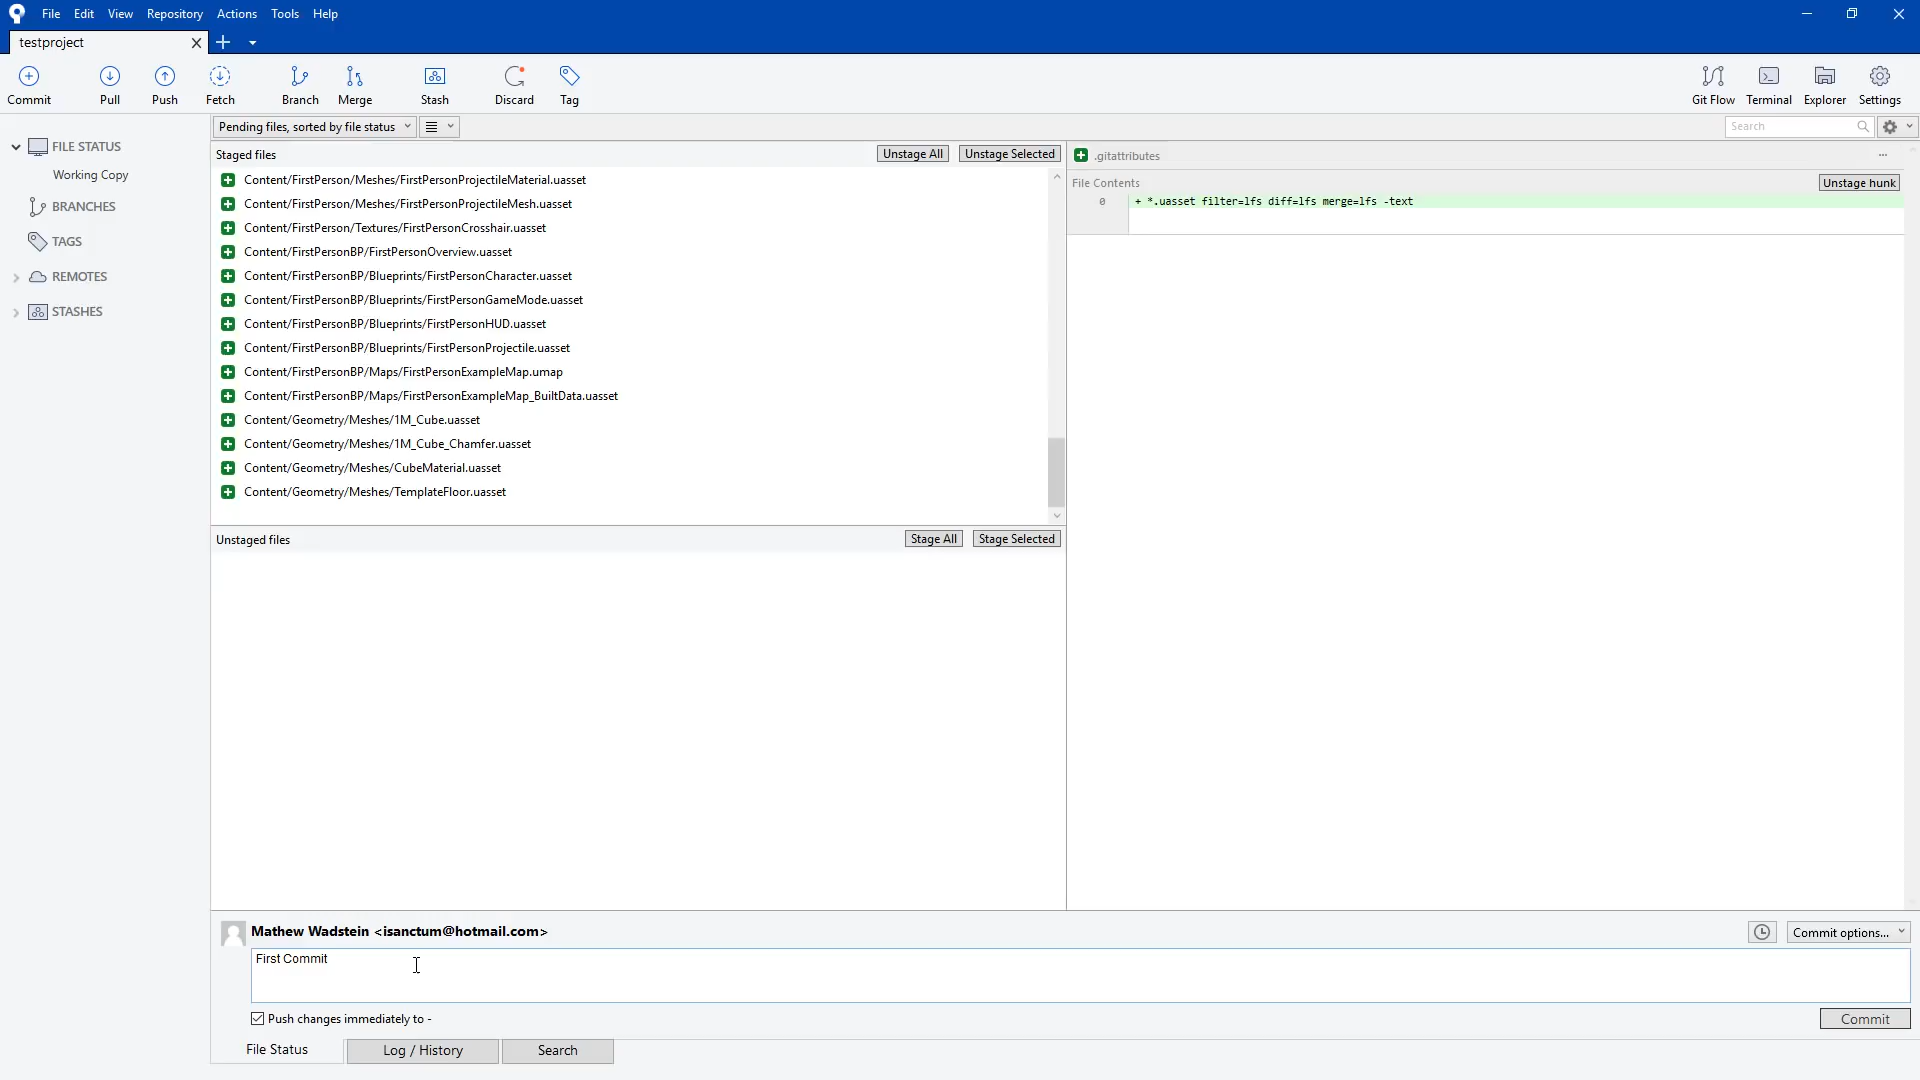 File Edit View Repository Actions Tools Help
testproject
Commit Pull Push Fetch Branch Merge Stash Discard Tag Git Flow Terminal Explorer Settings
Pending files, sorted by file status
Search
FILE STATUS
Working Copy
BRANCHES
TAGS
REMOTES
STASHES
Staged files Unstage All Unstage Selected
Content/FirstPerson/Meshes/FirstPersonProjectileMaterial.uasset
Content/FirstPerson/Meshes/FirstPersonProjectileMesh.uasset
Content/FirstPerson/Textures/FirstPersonCrosshair.uasset
Content/FirstPersonBP/FirstPersonOverview.uasset
Content/FirstPersonBP/Blueprints/FirstPersonCharacter.uasset
Content/FirstPersonBP/Blueprints/FirstPersonGameMode.uasset
Content/FirstPersonBP/Blueprints/FirstPersonHUD.uasset
Content/FirstPersonBP/Blueprints/FirstPersonProjectile.uasset
Content/FirstPersonBP/Maps/FirstPersonExampleMap.umap
Content/FirstPersonBP/Maps/FirstPersonExampleMap_BuiltData.uasset
Content/Geometry/Meshes/1M_Cube.uasset
Content/Geometry/Meshes/1M_Cube_Chamfer.uasset
Content/Geometry/Meshes/CubeMaterial.uasset
Content/Geometry/Meshes/TemplateFloor.uasset
Unstaged files Stage All Stage Selected
.gitattributes ...
File Contents Unstage hunk
0 + *.uasset filter=lfs diff=lfs merge=lfs -text
Mathew Wadstein <isanctum@hotmail.com> Commit options...
First Commit
Push changes immediately to - Commit
File Status Log / History Search